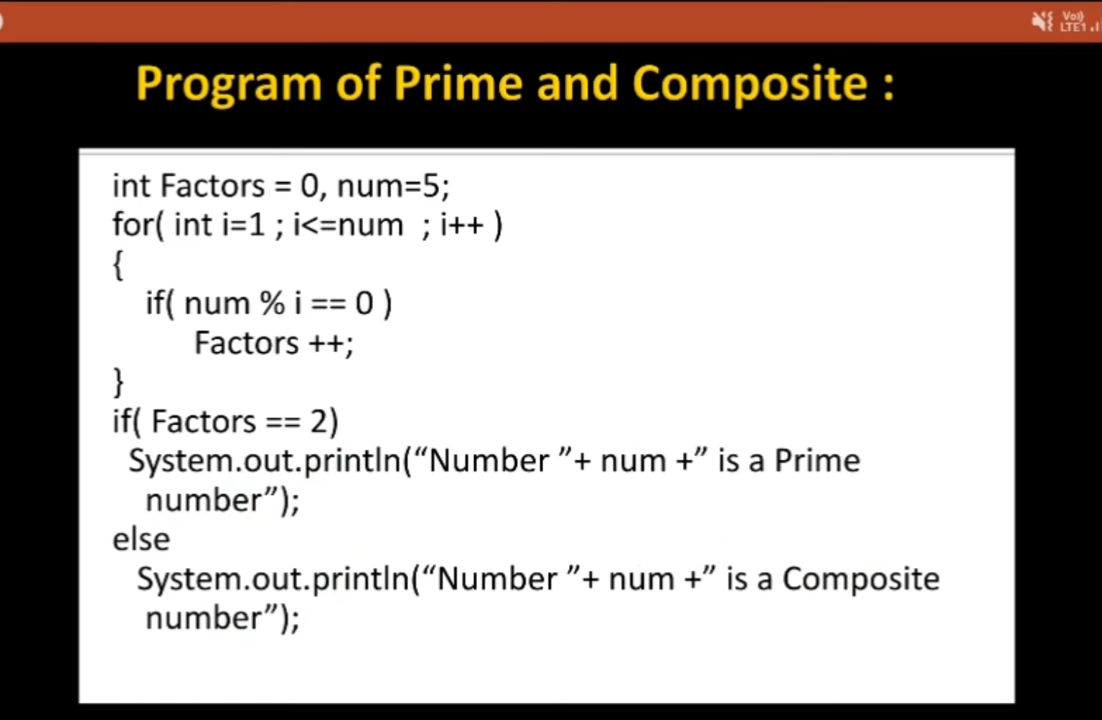 Vo))
LTE1
Program of Prime and Composite :
int Factors = 0, num=5;
for( int i=1 ; i<=num ; i++ )
{
if( num % i == 0 )
Factors ++;
}
if( Factors == 2)
System.out.println(“Number ”+ num +” is a Prime
number”);
else
System.out.println(“Number ”+ num +” is a Composite
number”);